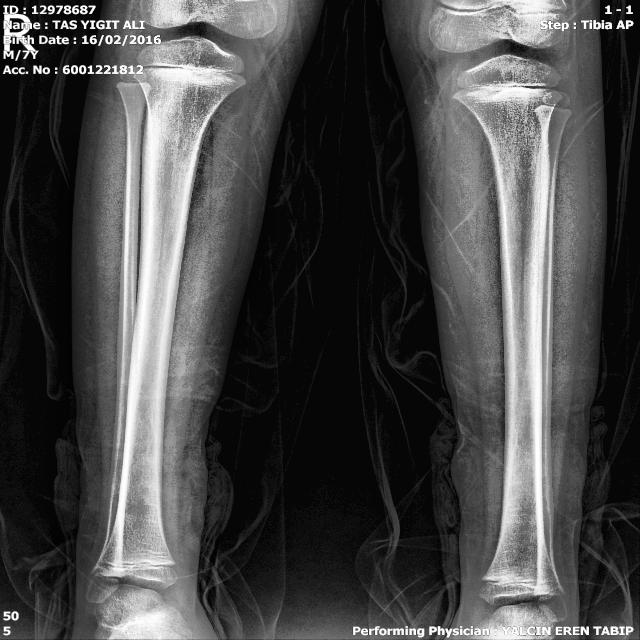 ID : 12978687
Name : TAS YIGIT ALI
Birth Date : 16/02/2016
M/7Y
Acc. No : 6001221812
R
1 - 1
Step : Tibia AP
50
5
Performing Physician : YALCIN EREN TABIP